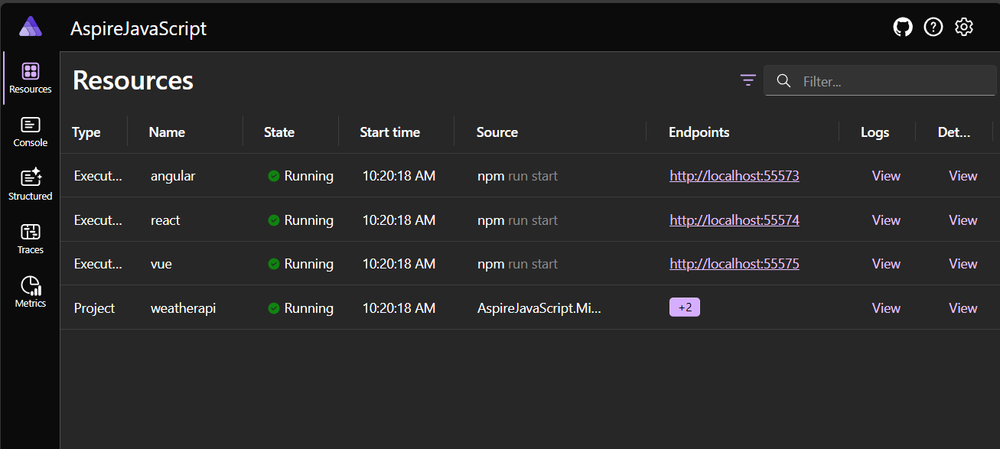 AspireJavaScript
Resources
Filter...
Resources
Console
Structured
Traces
Metrics
Type Name State Start time Source Endpoints Logs Det...
Execut... angular Running 10:20:18 AM npm run start http://localhost:55573 View View
Execut... react Running 10:20:18 AM npm run start http://localhost:55574 View View
Execut... vue Running 10:20:18 AM npm run start http://localhost:55575 View View
Project weatherapi Running 10:20:18 AM AspireJavaScript.Mi... +2 View View